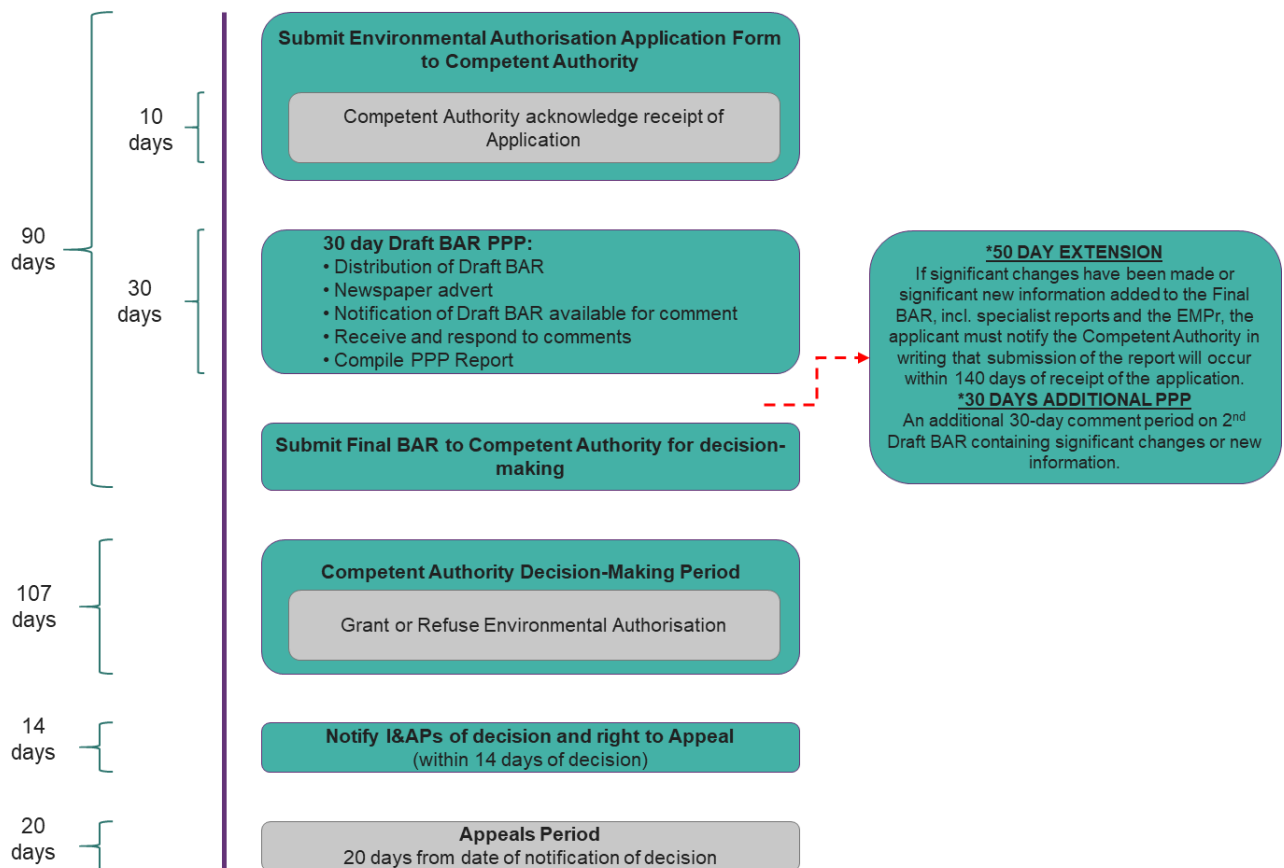 Submit Environmental Authorisation Application Form
to Competent Authority
10
days
Competent Authority acknowledge receipt of
Application
90
days
30
days
30 day Draft BAR PPP:
• Distribution of Draft BAR
• Newspaper advert
• Notification of Draft BAR available for comment
• Receive and respond to comments
• Compile PPP Report
*50 DAY EXTENSION
If significant changes have been made or
significant new information added to the Final
BAR, incl. specialist reports and the EMPr, the
applicant must notify the Competent Authority in
writing that submission of the report will occur
within 140 days of receipt of the application.
*30 DAYS ADDITIONAL PPP
An additional 30-day comment period on 2nd
Draft BAR containing significant changes or new
information.
Submit Final BAR to Competent Authority for decision-
making
107
days
Competent Authority Decision-Making Period
Grant or Refuse Environmental Authorisation
14
days
Notify I&APs of decision and right to Appeal
(within 14 days of decision)
20
days
Appeals Period
20 days from date of notification of decision